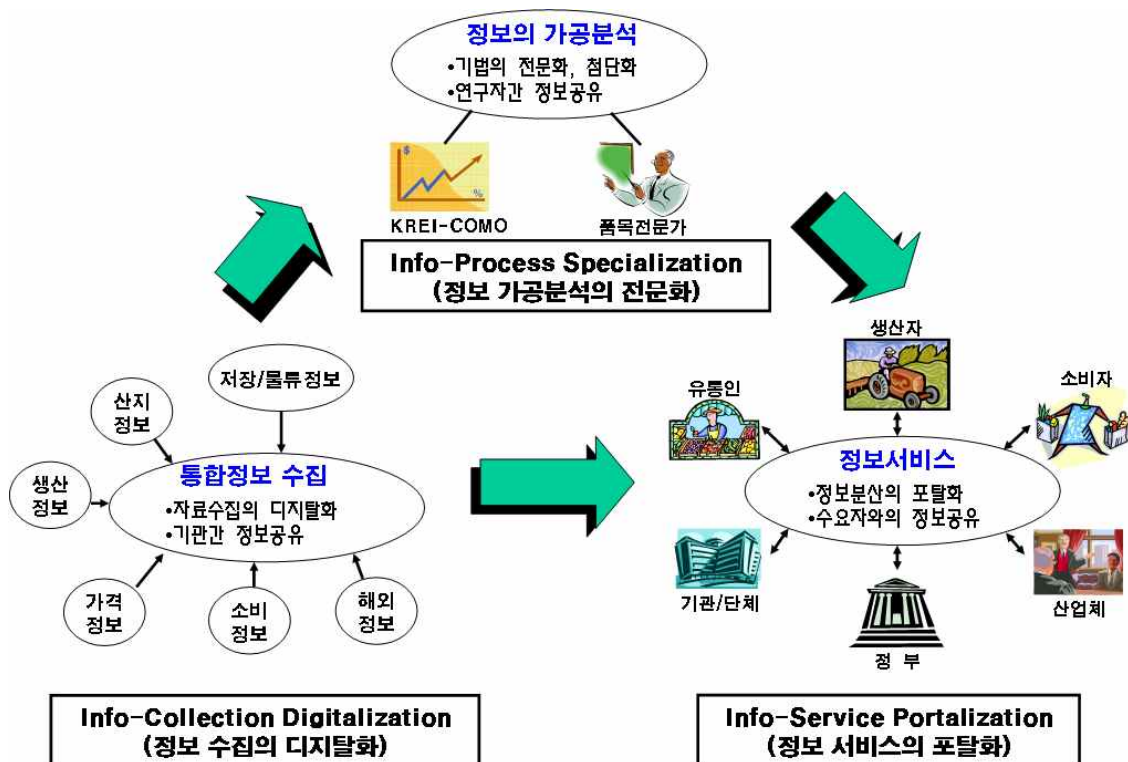 정보의 가공분석
•기법의 전문화, 첨단화
•연구자간 정보공유
$
%
KREI-COMO
품목전문가
Info-Process Specialization
(정보 가공분석의 전문화)
저장/물류정보
산지
정보
생산
정보
통합정보 수집
•자료수집의 디지탈화
•기관간 정보공유
가격
정보
소비
정보
해외
정보
Info-Collection Digitalization
(정보 수집의 디지탈화)
생산자
유통인
소비자
정보서비스
•정보분산의 포탈화
•수요자와의 정보공유
기관/단체
정 부
산업체
Info-Service Portalization
(정보 서비스의 포탈화)